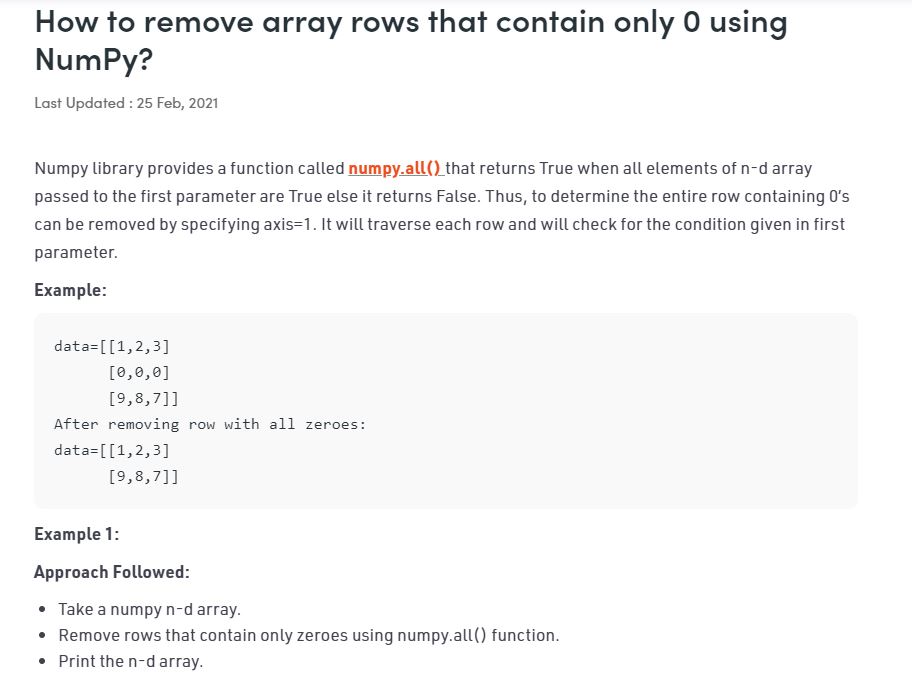 How to remove array rows that contain only 0 using
NumPy?
Last Updated : 25 Feb, 2021
Numpy library provides a function called numpy.all() that returns True when all elements of n-d array
passed to the first parameter are True else it returns False. Thus, to determine the entire row containing 0's
can be removed by specifying axis=1. It will traverse each row and will check for the condition given in first
parameter.
Example:
data=[[1,2,3]
      [0,0,0]
      [9,8,7]]
After removing row with all zeroes:
data=[[1,2,3]
      [9,8,7]]
Example 1:
Approach Followed:
• Take a numpy n-d array.
• Remove rows that contain only zeroes using numpy.all() function.
• Print the n-d array.